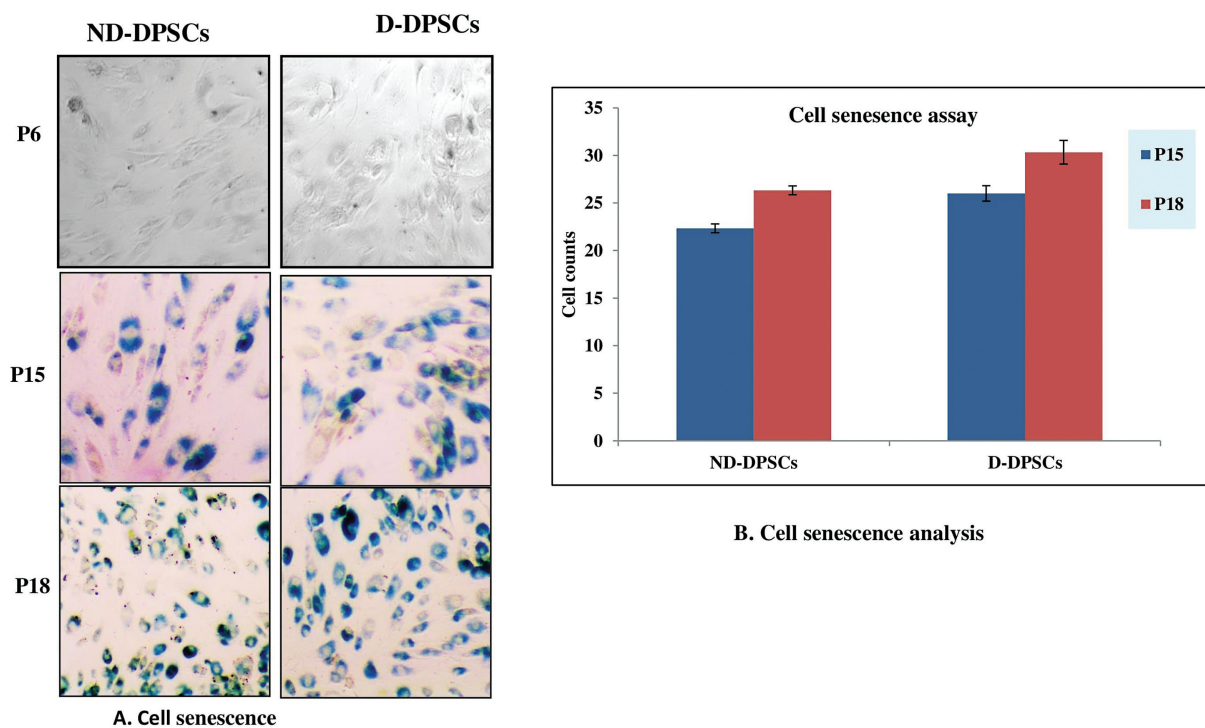 ND-DPSCs
D-DPSCs
P6
P15
P18
A. Cell senescence
Cell senesence assay
Cell counts
35
30
25
20
15
10
5
0
ND-DPSCs
D-DPSCs
P15
P18
B. Cell senescence analysis